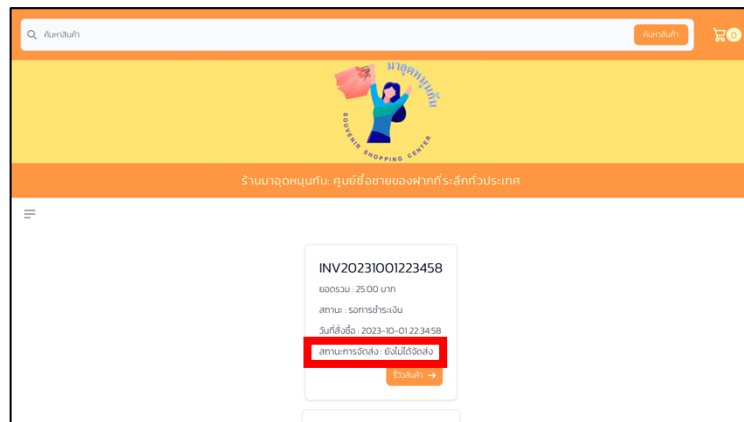 ค้นหาสินค้า
ค้นหาสินค้า
0
มาอุดหนุนกัน
SOUVENIR SHOPPING CENTER
ร้านมาอุดหนุนกัน: ศูนย์ซื้อขายของฝากที่ระลึกทั่วประเทศ
INV20231001223458
ยอดรวม : 25.00 บาท
สถานะ : รอการชำระเงิน
วันที่สั่งซื้อ : 2023-10-01 22:34:58
สถานะการจัดส่ง : ยังไม่ได้จัดส่ง
รีวิวสินค้า →